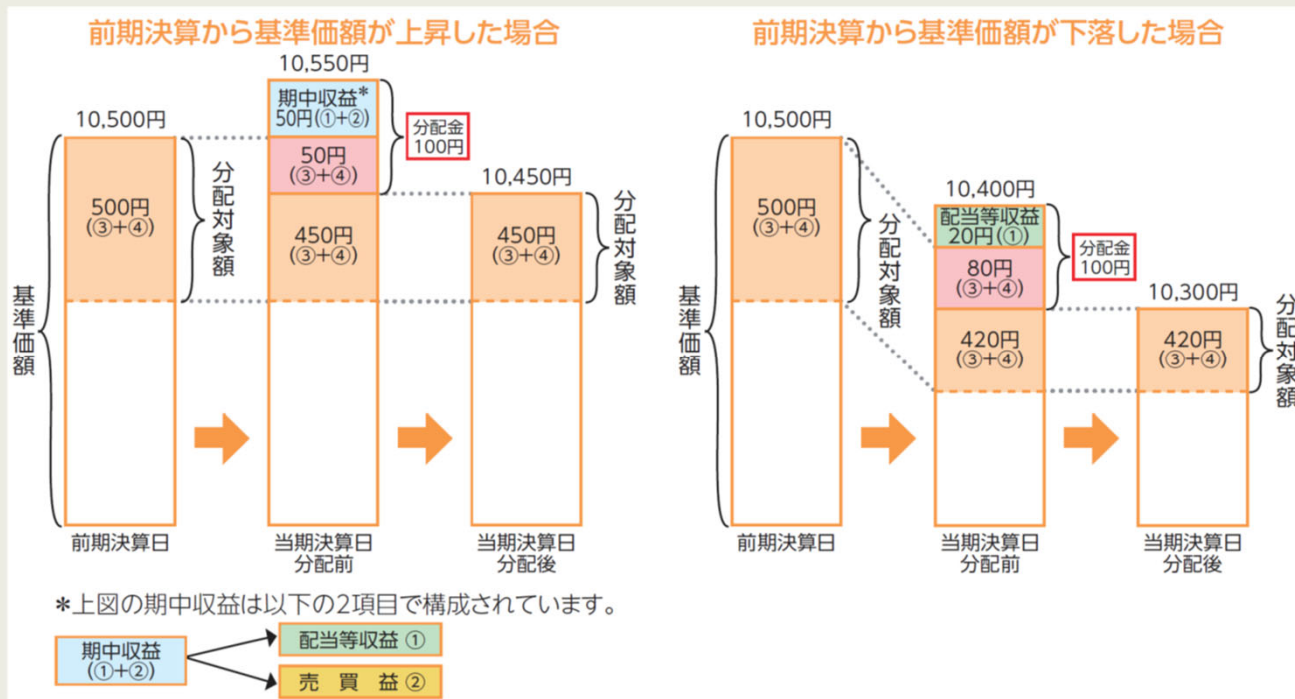 前期決算から基準価額が上昇した場合
10,500円
10,550円
期中収益*
50円(①+②)
50円
(③+④)
分配金
100円
10,450円
500円
(③+④)
分配対象額
450円
(③+④)
450円
(③+④)
分配対象額
基準価額
前期決算日
当期決算日
分配前
当期決算日
分配後
前期決算から基準価額が下落した場合
10,500円
10,400円
配当等収益
20円(①)
80円
(③+④)
分配金
100円
10,300円
500円
(③+④)
分配対象額
420円
(③+④)
420円
(③+④)
分配対象額
基準価額
前期決算日
当期決算日
分配前
当期決算日
分配後
*上図の期中収益は以下の2項目で構成されています。
期中収益
(①+②)
配当等収益 ①
売 買 益 ②